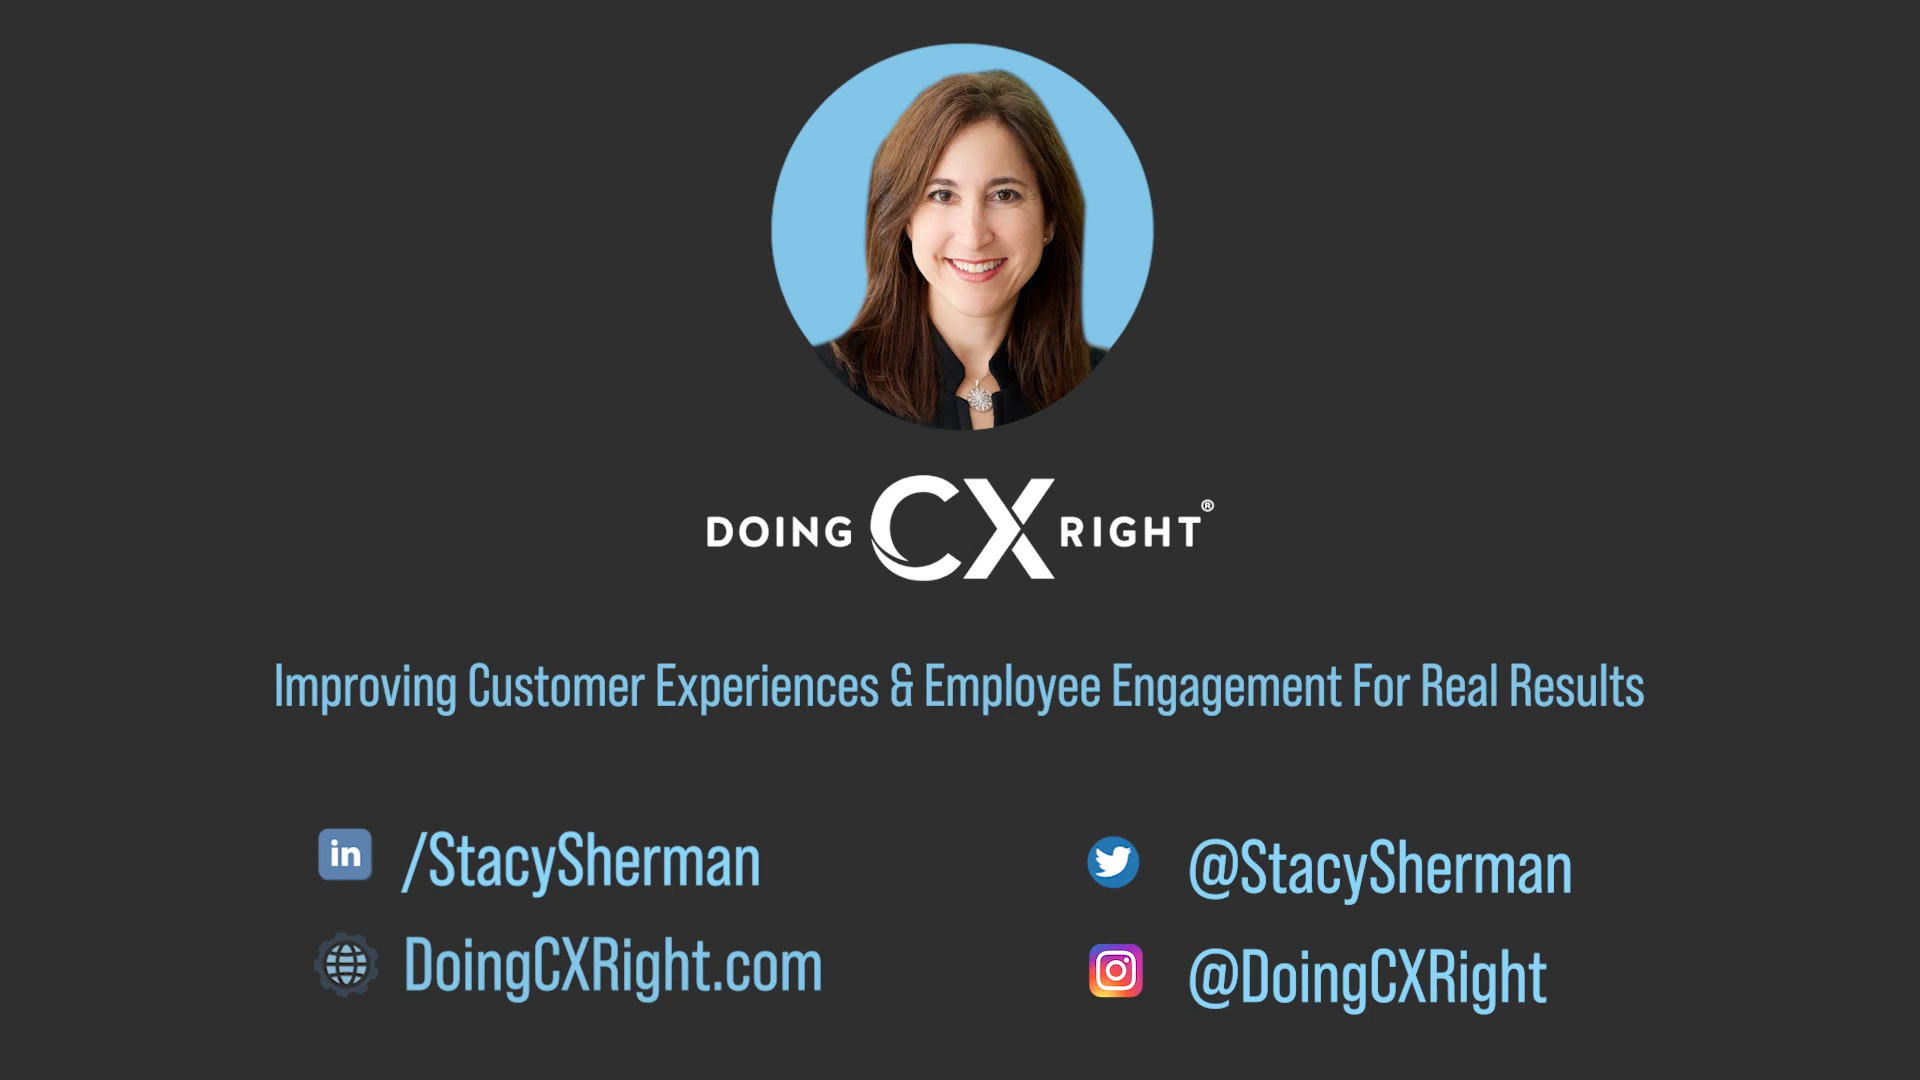 DOING CX RIGHT®
Improving Customer Experiences & Employee Engagement For Real Results
in /StacySherman
@StacySherman
DoingCXRight.com
@DoingCXRight